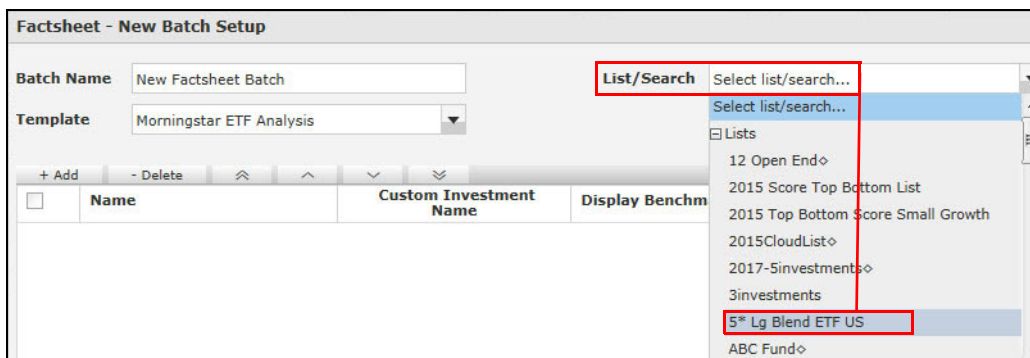 Factsheet - New Batch Setup
Batch Name New Factsheet Batch List/Search Select list/search...
Template Morningstar ETF Analysis
Select list/search...
Lists
12 Open End◇
+ Add - Delete
2015 Score Top Bottom List
Name Custom Investment Name Display Benchm
2015 Top Bottom Score Small Growth
2015CloudList◇
2017-5investments◇
3investments
5* Lg Blend ETF US
ABC Fund◇